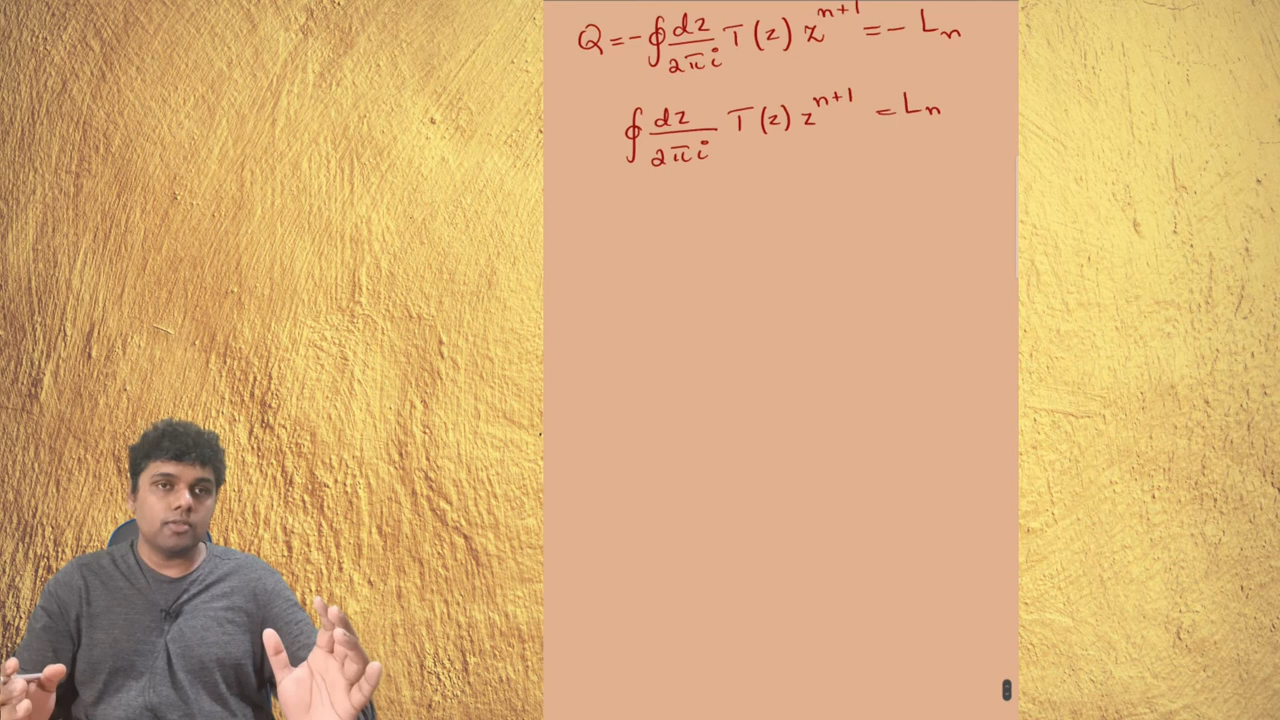 Q = - ∮ dz/2πi T(z) z^{n+1} = - L_n
∮ dz/2πi T(z) z^{n+1} = L_n